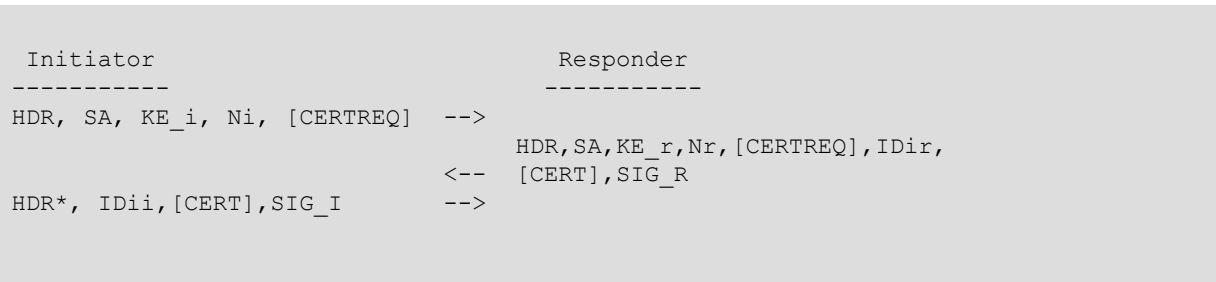 Initiator Responder
----------- -----------
HDR, SA, KE_i, Ni, [CERTREQ] -->
HDR,SA,KE_r,Nr,[CERTREQ],IDir,
<-- [CERT],SIG_R
HDR*, IDii,[CERT],SIG_I -->